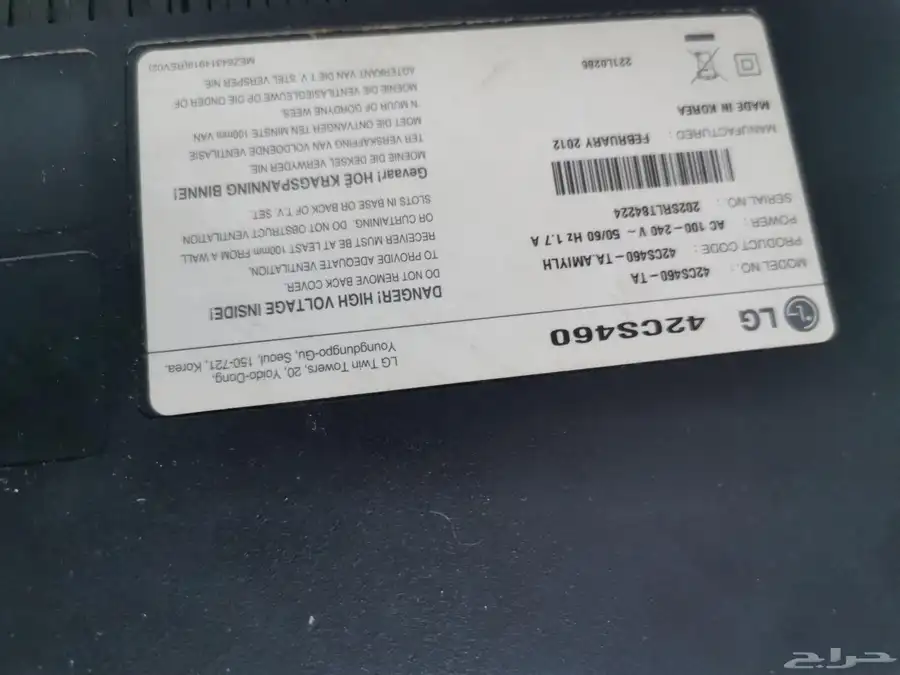 LG 42CS460
LG Twin Towers, 20, Yoido-Dong,
Youngdungpo-Gu, Seoul, 150-721, Korea.
MODEL NO. : 42CS460-TA
PRODUCT CODE : 42CS460-TA.AMIYLH
POWER : AC 100-240 V ~ 50/60 Hz 1.7 A
SERIAL NO. : 202SRLT84224
MANUFACTURED : FEBRUARY 2012
MADE IN KOREA
221L0286
DANGER! HIGH VOLTAGE INSIDE!
DO NOT REMOVE BACK COVER.
TO PROVIDE ADEQUATE VENTILATION,
RECEIVER MUST BE AT LEAST 100mm FROM A WALL
OR CURTAINING. DO NOT OBSTRUCT VENTILATION
SLOTS IN BASE OR BACK OF T.V. SET.
Gevaar! HOË KRAGSPANNING BINNE!
MOENIE DIE DEKSEL VERWYDER NIE.
TER VERSKAFFING VAN VOLDOENDE VENTILASIE
MOET DIE ONTVANGER TEN MINSTE 100mm VAN
'N MUUR OF GORDYNE WEES.
MOENIE DIE VENTILASIEGLEUWE OP DIE ONDER OF
AGTERKANT VAN DIE T.V. STEL VERSPER NIE.
حراج